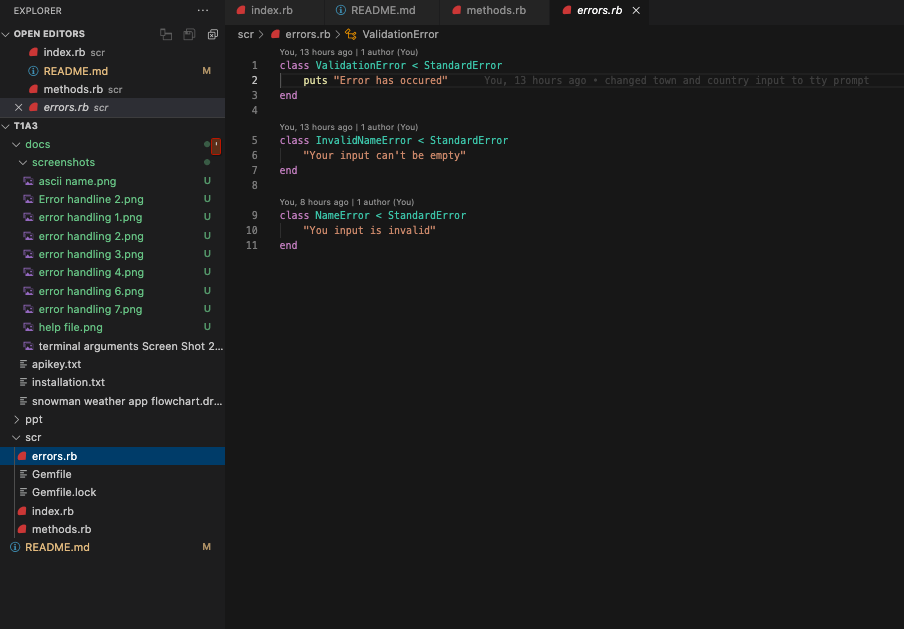 EXPLORER
···
index.rb
README.md
methods.rb
errors.rb
OPEN EDITORS
index.rb scr
README.md M
methods.rb scr
errors.rb scr
T1A3
docs
screenshots
ascii name.png U
Error handline 2.png U
error handling 1.png U
error handling 2.png U
error handling 3.png U
error handling 4.png U
error handling 6.png U
error handling 7.png U
help file.png U
terminal arguments Screen Shot 2...
apikey.txt
installation.txt
snowman weather app flowchart.dr...
ppt
scr
errors.rb
Gemfile
Gemfile.lock
index.rb
methods.rb
README.md M
scr > errors.rb > ValidationError
You, 13 hours ago | 1 author (You)
1 class ValidationError < StandardError
2 puts "Error has occured" You, 13 hours ago • changed town and country input to tty prompt
3 end
4
You, 13 hours ago | 1 author (You)
5 class InvalidNameError < StandardError
6 "Your input can't be empty"
7 end
8
You, 8 hours ago | 1 author (You)
9 class NameError < StandardError
10 "You input is invalid"
11 end